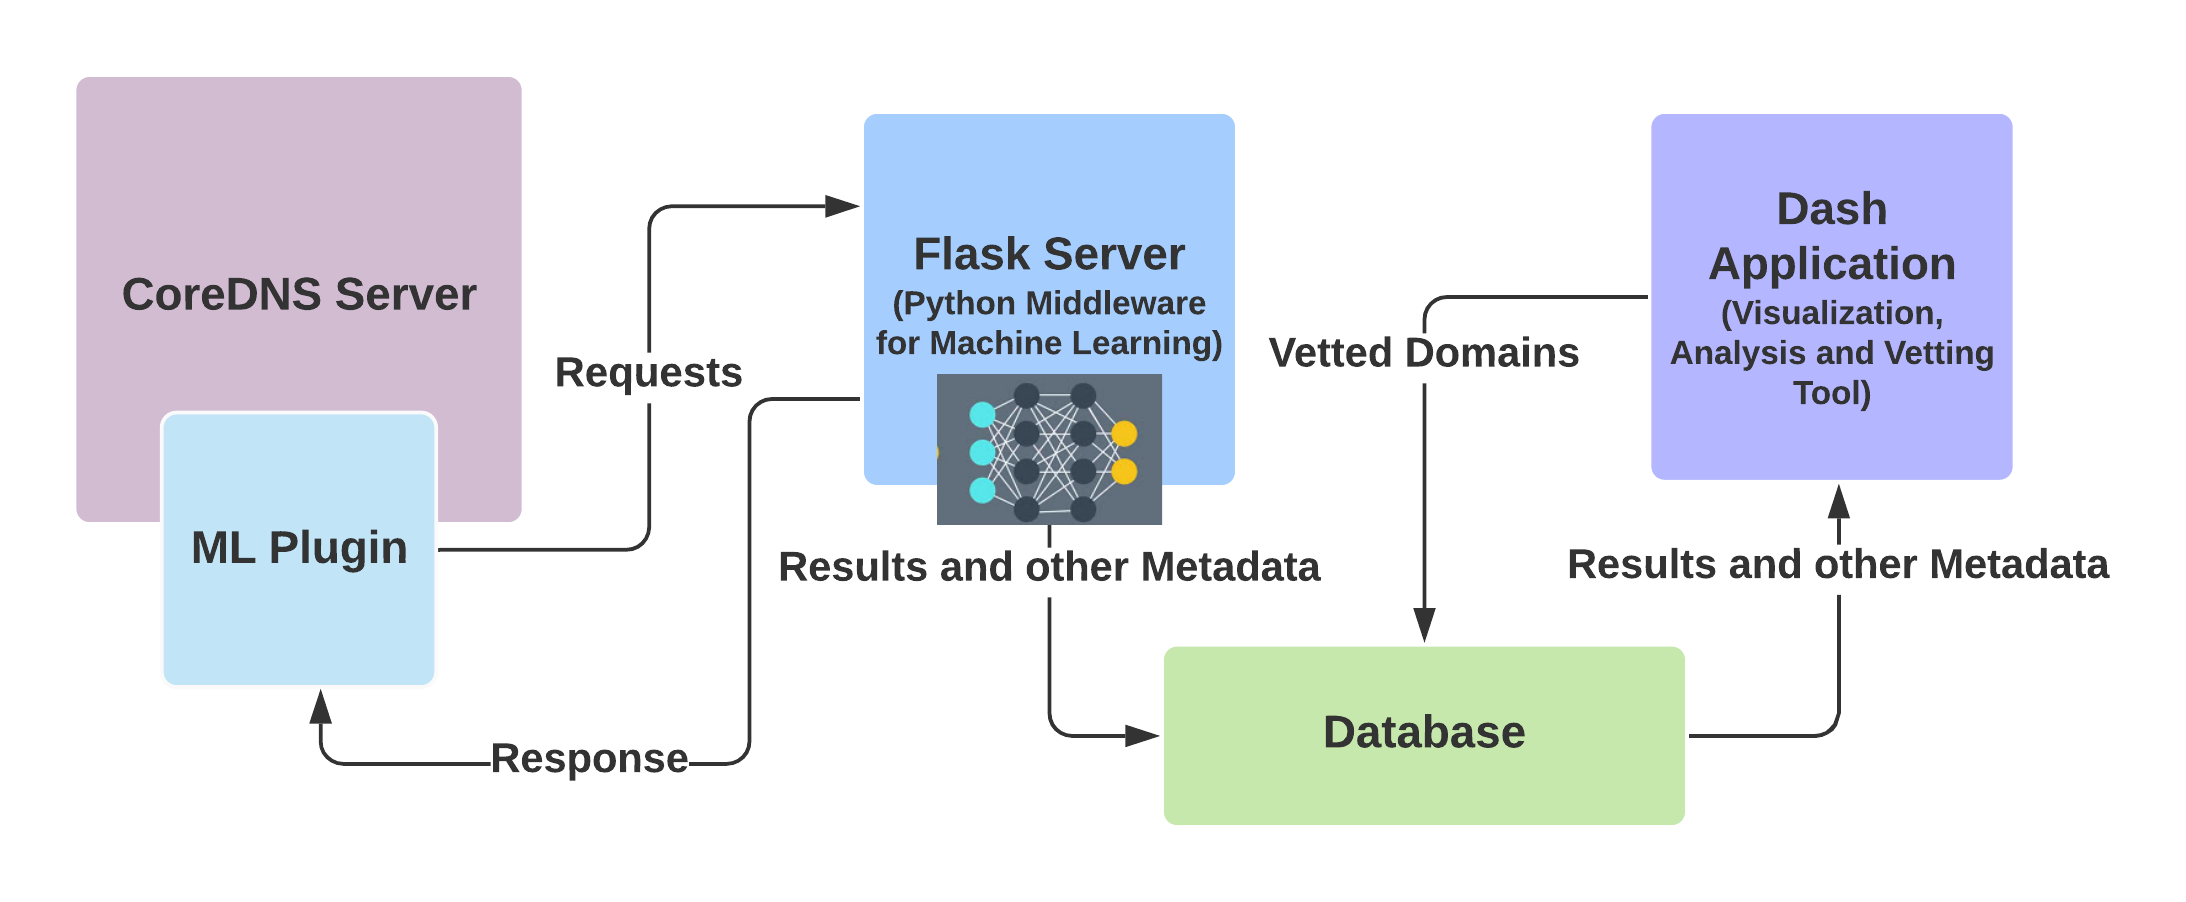 CoreDNS Server
ML Plugin
Requests
Response
Flask Server
(Python Middleware
for Machine Learning)
Results and other Metadata
Vetted Domains
Database
Dash
Application
(Visualization,
Analysis and Vetting
Tool)
Results and other Metadata